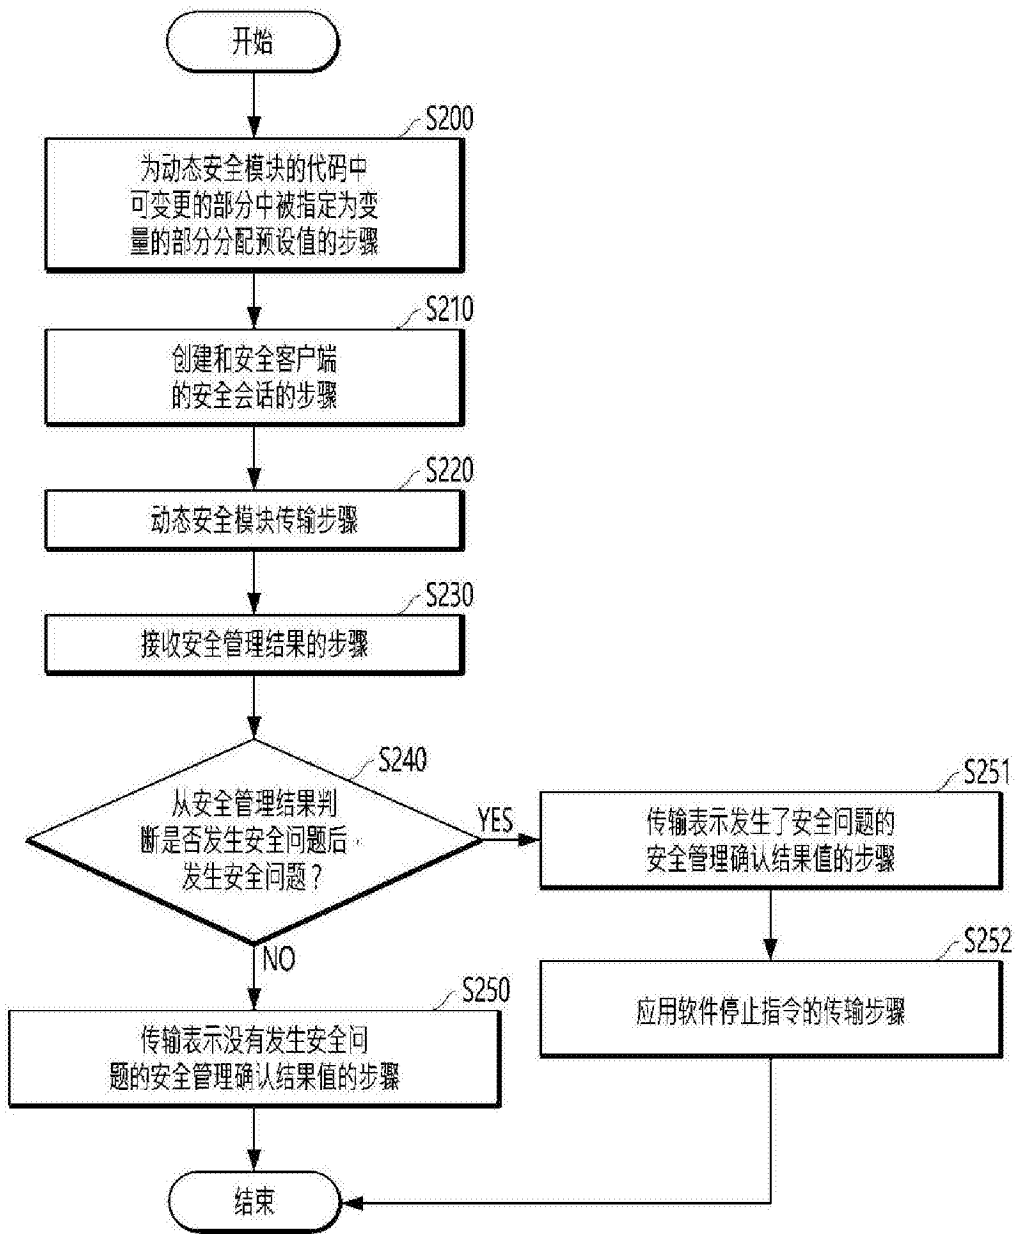 开始
S200
为动态安全模块的代码中
可变更的部分中被指定为变
量的部分分配预设值的步骤
S210
创建和安全客户端
的安全会话的步骤
S220
动态安全模块传输步骤
S230
接收安全管理结果的步骤
S240
从安全管理结果判
断是否发生安全问题后,
发生安全问题？
YES
S251
传输表示发生了安全问题的
安全管理确认结果值的步骤
S252
应用软件停止指令的传输步骤
NO
S250
传输表示没有发生安全问
题的安全管理确认结果值的步骤
结束